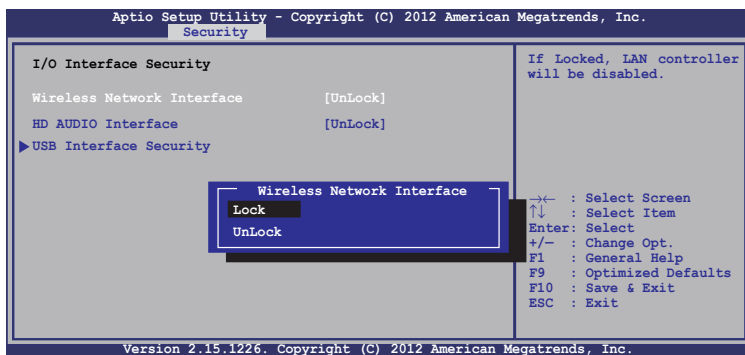 Aptio Setup Utility - Copyright (C) 2012 American Megatrends, Inc.
Security
I/O Interface Security
Wireless Network Interface [UnLock]
HD AUDIO Interface [UnLock]
USB Interface Security
If Locked, LAN controller
will be disabled.
Wireless Network Interface
Lock
UnLock
→← : Select Screen
↑↓ : Select Item
Enter: Select
+/— : Change Opt.
F1 : General Help
F9 : Optimized Defaults
F10 : Save & Exit
ESC : Exit
Version 2.15.1226. Copyright (C) 2012 American Megatrends, Inc.